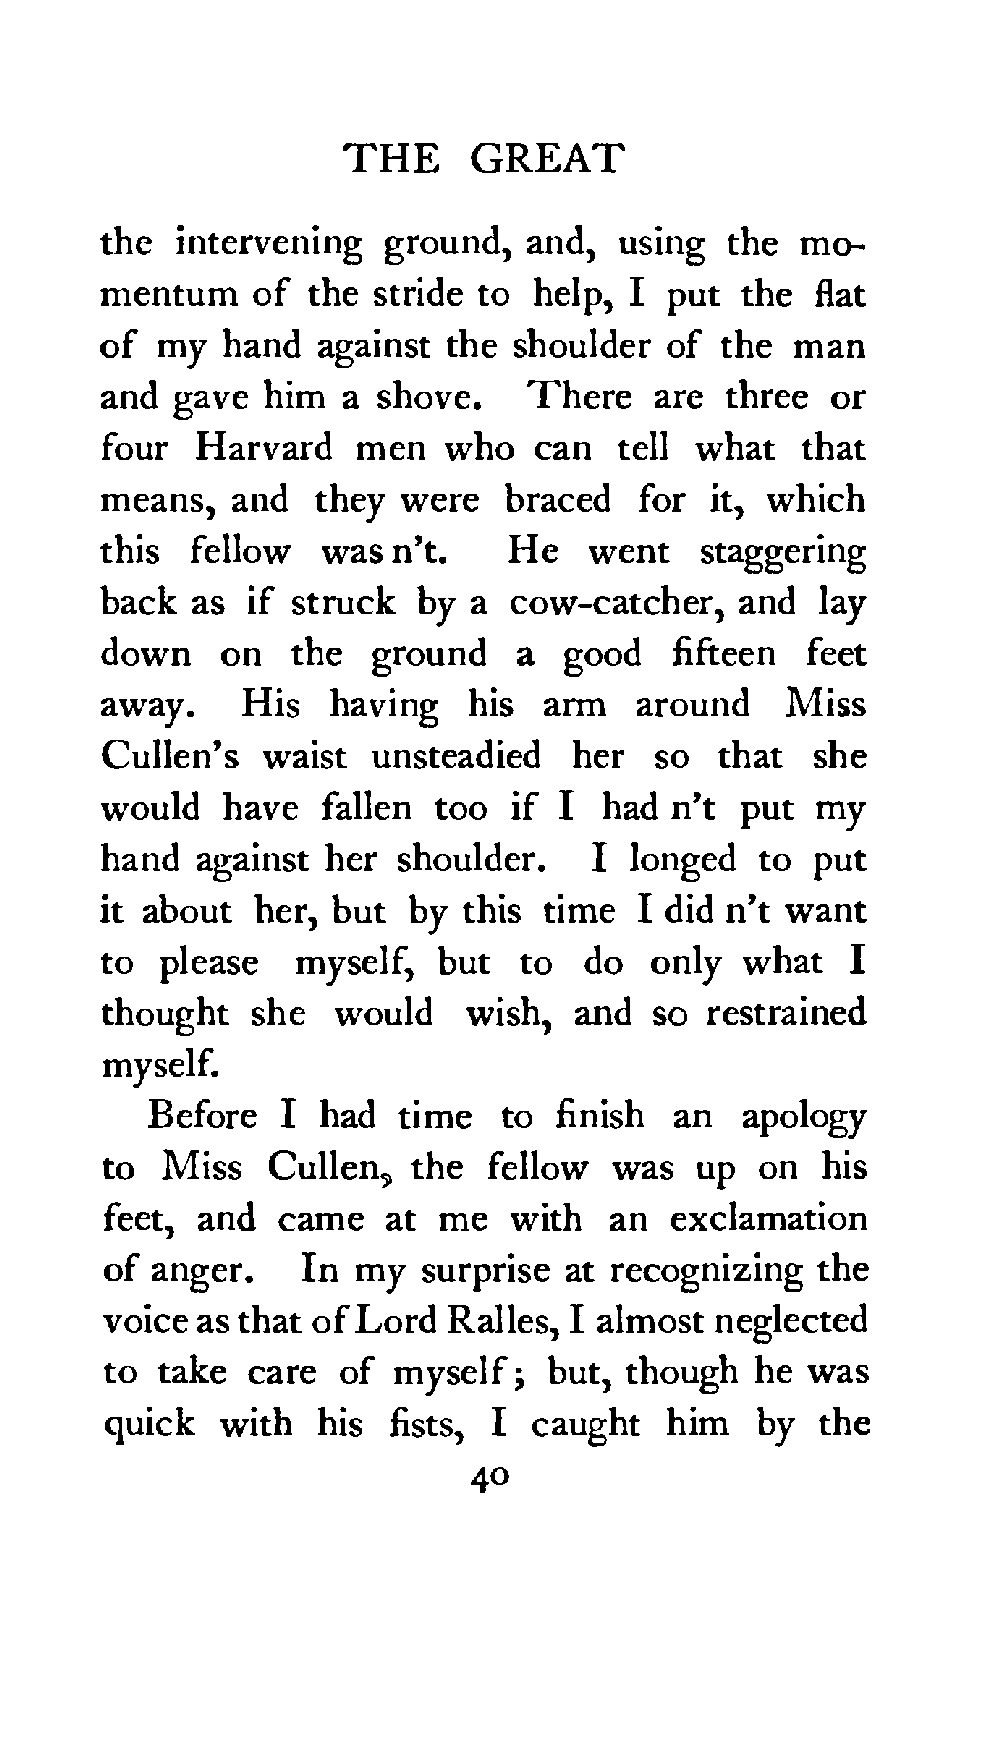 THE GREAT
the intervening ground, and, using the mo-
mentum of the stride to help, I put the flat
of my hand against the shoulder of the man
and gave him a shove. There are three or
four Harvard men who can tell what that
means, and they were braced for it, which
this fellow was n't. He went staggering
back as if struck by a cow-catcher, and lay
down on the ground a good fifteen feet
away. His having his arm around Miss
Cullen's waist unsteadied her so that she
would have fallen too if I had n't put my
hand against her shoulder. I longed to put
it about her, but by this time I did n't want
to please myself, but to do only what I
thought she would wish, and so restrained
myself.
Before I had time to finish an apology
to Miss Cullen, the fellow was up on his
feet, and came at me with an exclamation
of anger. In my surprise at recognizing the
voice as that of Lord Ralles, I almost neglected
to take care of myself; but, though he was
quick with his fists, I caught him by the
40